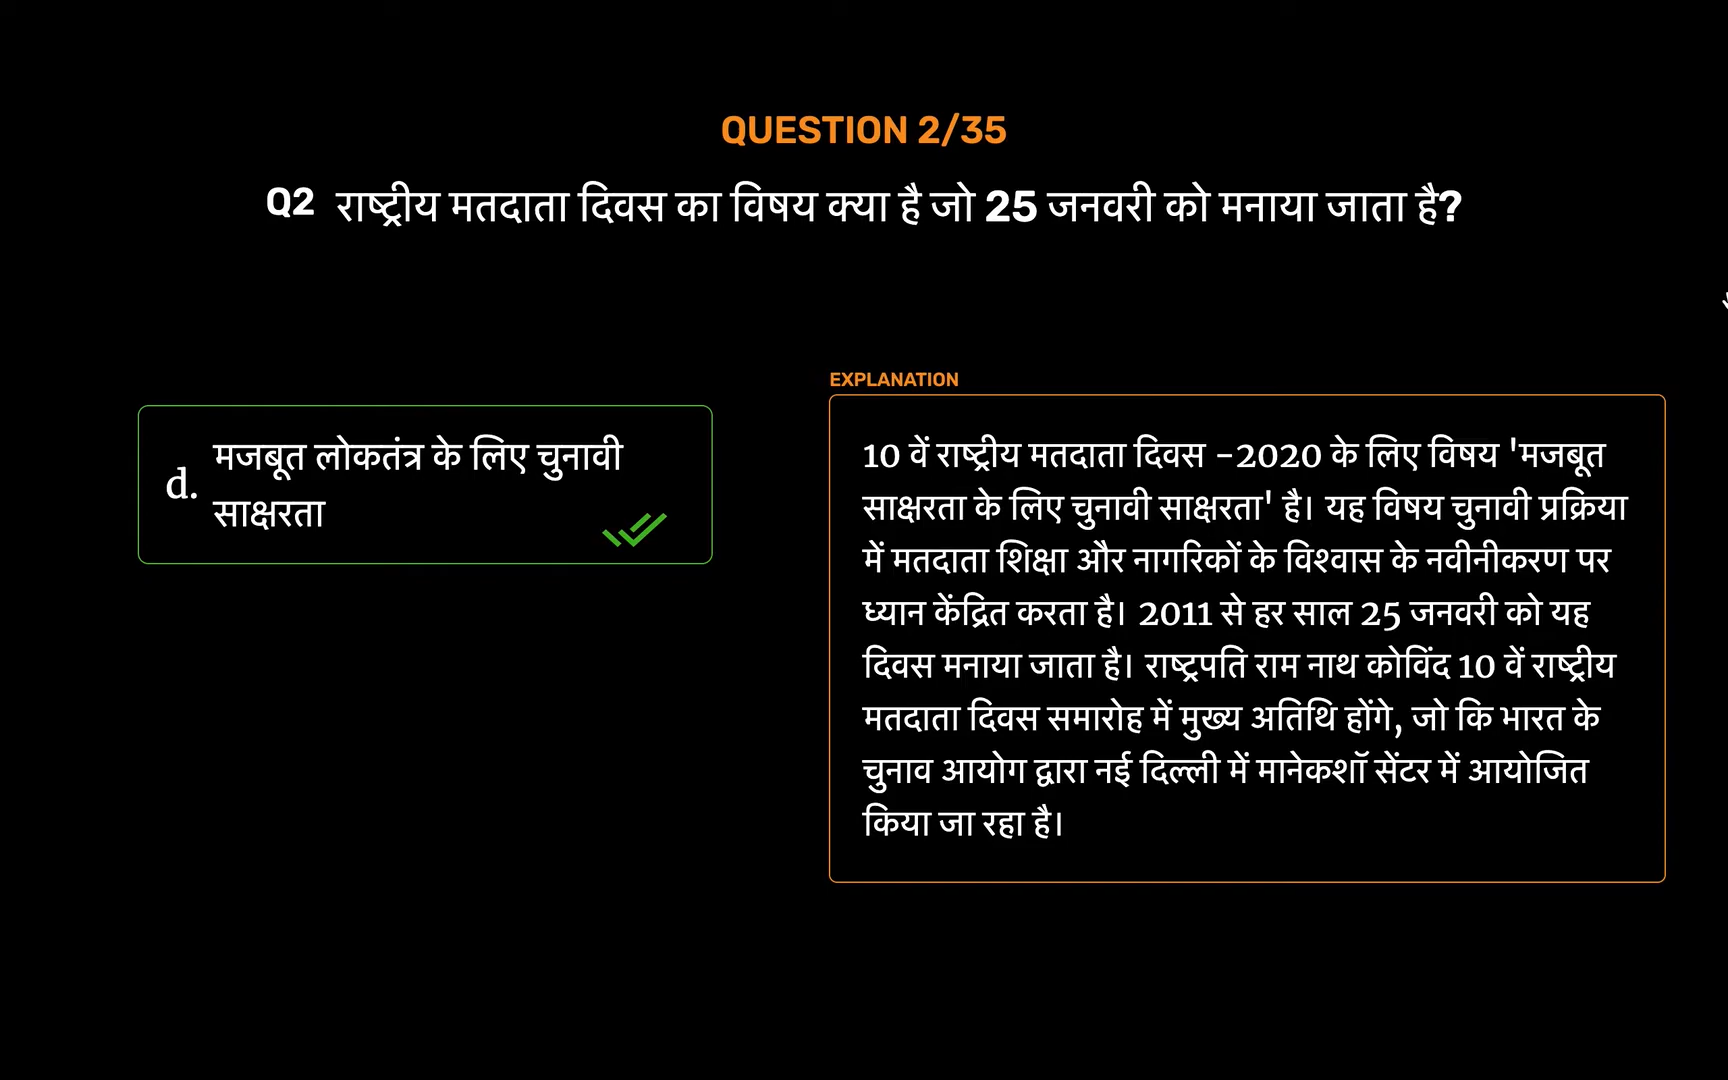 QUESTION 2/35
Q2 राष्ट्रीय मतदाता दिवस का विषय क्या है जो 25 जनवरी को मनाया जाता है?
d. मजबूत लोकतंत्र के लिए चुनावी
साक्षरता
EXPLANATION
10 वें राष्ट्रीय मतदाता दिवस -2020 के लिए विषय 'मजबूत
साक्षरता के लिए चुनावी साक्षरता' है। यह विषय चुनावी प्रक्रिया
में मतदाता शिक्षा और नागरिकों के विश्वास के नवीनीकरण पर
ध्यान केंद्रित करता है। 2011 से हर साल 25 जनवरी को यह
दिवस मनाया जाता है। राष्ट्रपति राम नाथ कोविंद 10 वें राष्ट्रीय
मतदाता दिवस समारोह में मुख्य अतिथि होंगे, जो कि भारत के
चुनाव आयोग द्वारा नई दिल्ली में मानेकशॉ सेंटर में आयोजित
किया जा रहा है।